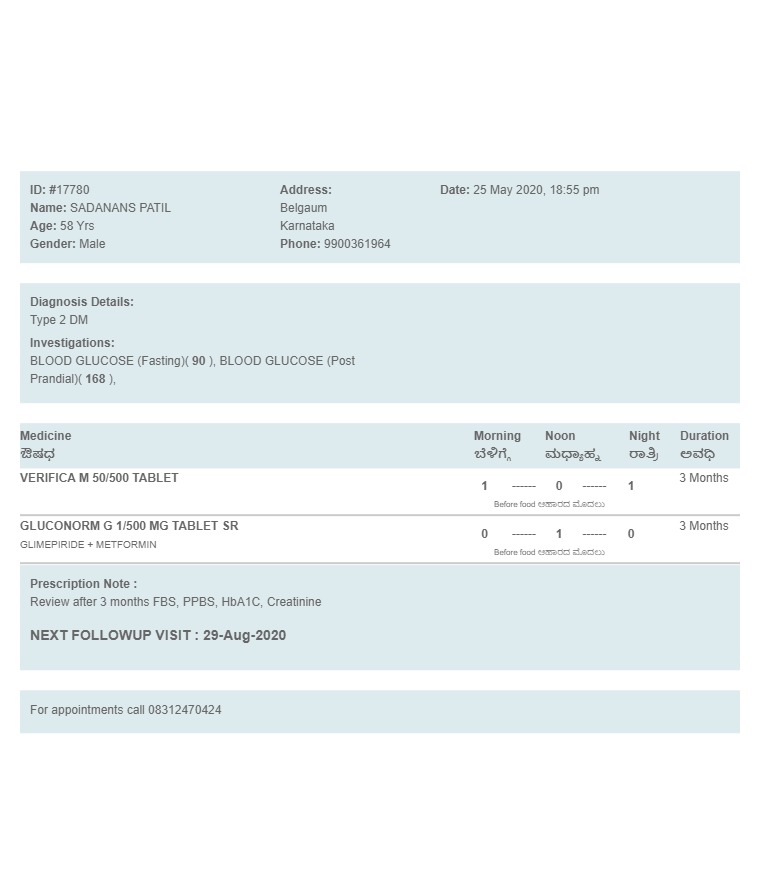 ID: #17780
Name: SADANANS PATIL
Age: 58 Yrs
Gender: Male
Address:
Belgaum
Karnataka
Phone: 9900361964
Date: 25 May 2020, 18:55 pm
Diagnosis Details:
Type 2 DM
Investigations:
BLOOD GLUCOSE (Fasting)( 90 ), BLOOD GLUCOSE (Post
Prandial)( 168 ),
Medicine Morning Noon Night Duration
ಔಷಧ ಬೆಳಿಗ್ಗೆ ಮಧ್ಯಾಹ್ನ ರಾತ್ರಿ ಅವಧಿ
VERIFICA M 50/500 TABLET 1 ------ 0 ------ 1 3 Months
Before food ಆಹಾರದ ಮೊದಲು
GLUCONORM G 1/500 MG TABLET SR 0 ------ 1 ------ 0 3 Months
GLIMEPIRIDE + METFORMIN Before food ಆಹಾರದ ಮೊದಲು
Prescription Note :
Review after 3 months FBS, PPBS, HbA1C, Creatinine
NEXT FOLLOWUP VISIT : 29-Aug-2020
For appointments call 08312470424